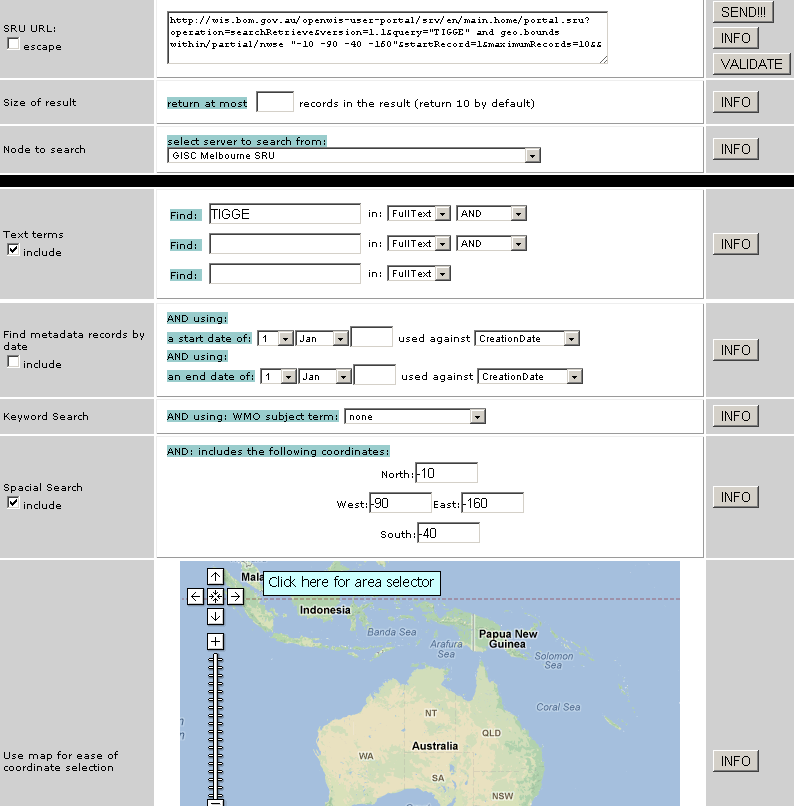 SRU URL:
escape
http://wis.bom.gov.au/openwis-user-portal/srv/en/main.home/portal.sru?
operation=searchRetrieve&version=1.1&query="TIGGE" and geo.bounds
within/partial/nwse "-10 -90 -40 -160"&startRecord=1&maximumRecords=10&&
SEND!!!
INFO
VALIDATE
Size of result
return at most records in the result (return 10 by default)
INFO
Node to search
select server to search from:
GISC Melbourne SRU
INFO
Text terms
include
Find: TIGGE in: FullText AND
Find: in: FullText AND
Find: in: FullText
INFO
Find metadata records by
date
include
AND using:
a start date of: 1 Jan used against CreationDate
AND using:
an end date of: 1 Jan used against CreationDate
INFO
Keyword Search
AND using: WMO subject term: none
INFO
Spacial Search
include
AND: includes the following coordinates:
North: -10
West: -90 East: -160
South: -40
INFO
Use map for ease of
coordinate selection
Mala
Click here for area selector
Indonesia
Banda Sea
Papua New
Guinea
Arafura
Sea
Solomon
Sea
Coral Sea
NT
QLD
Australia
WA
SA
NSW
INFO